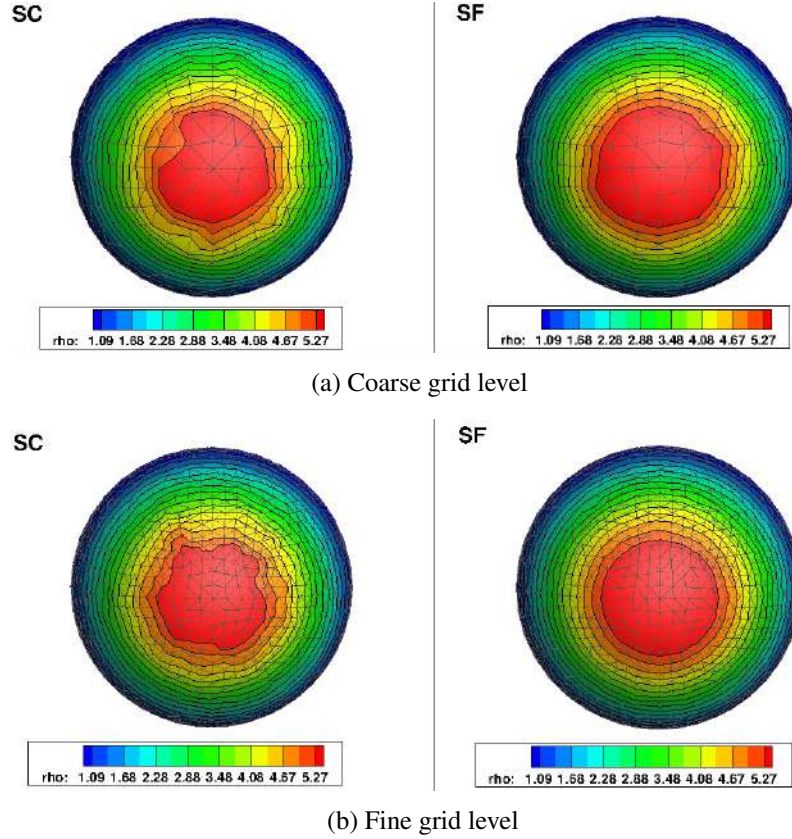 SC SF
rho: 1.09 1.68 2.28 2.88 3.48 4.08 4.67 5.27 rho: 1.09 1.68 2.28 2.88 3.48 4.08 4.67 5.27
(a) Coarse grid level
SC SF
rho: 1.09 1.68 2.28 2.88 3.48 4.08 4.67 5.27 rho: 1.09 1.68 2.28 2.88 3.48 4.08 4.67 5.27
(b) Fine grid level